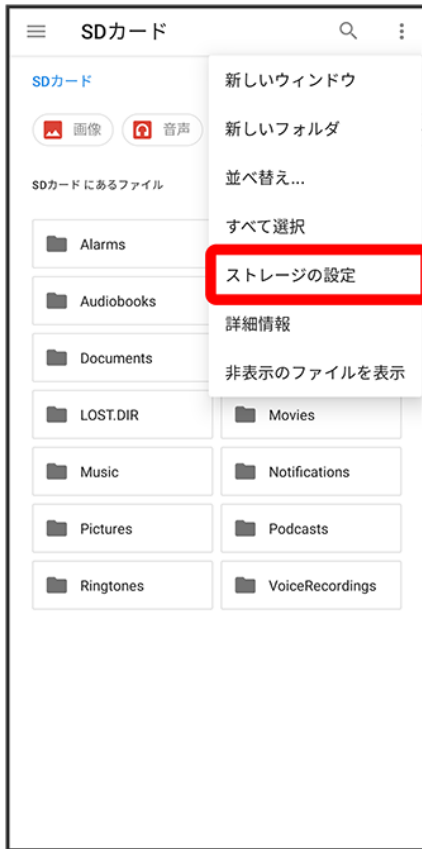 SDカード
SDカード
新しいウィンドウ
画像
音声
新しいフォルダ
並べ替え...
SDカード にあるファイル
すべて選択
Alarms
ストレージの設定
Audiobooks
詳細情報
Documents
非表示のファイルを表示
LOST.DIR
Movies
Music
Notifications
Pictures
Podcasts
Ringtones
VoiceRecordings